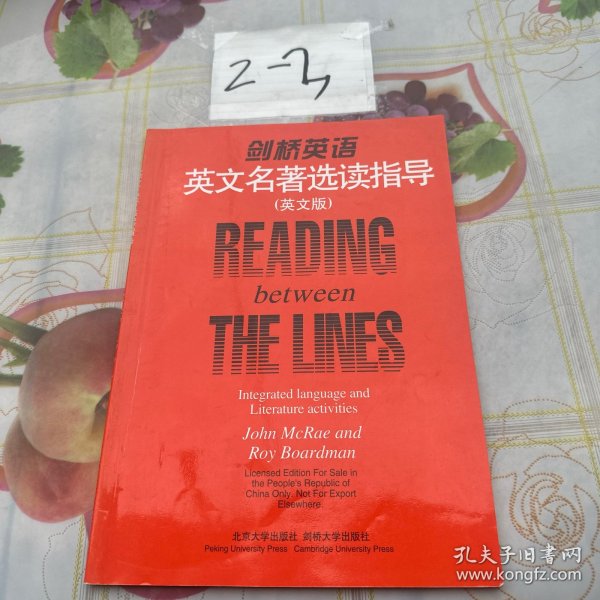 2-3
剑桥英语
英文名著选读指导
(英文版)
READING
between
THE LINES
Integrated language and
Literature activities
John McRae and
Roy Boardman
Licensed Edition For Sale in
the People's Republic of
China Only. Not For Export
Elsewhere.
北京大学出版社 剑桥大学出版社
Peking University Press Cambridge University Press
孔夫子旧书网
www.kongfz.com